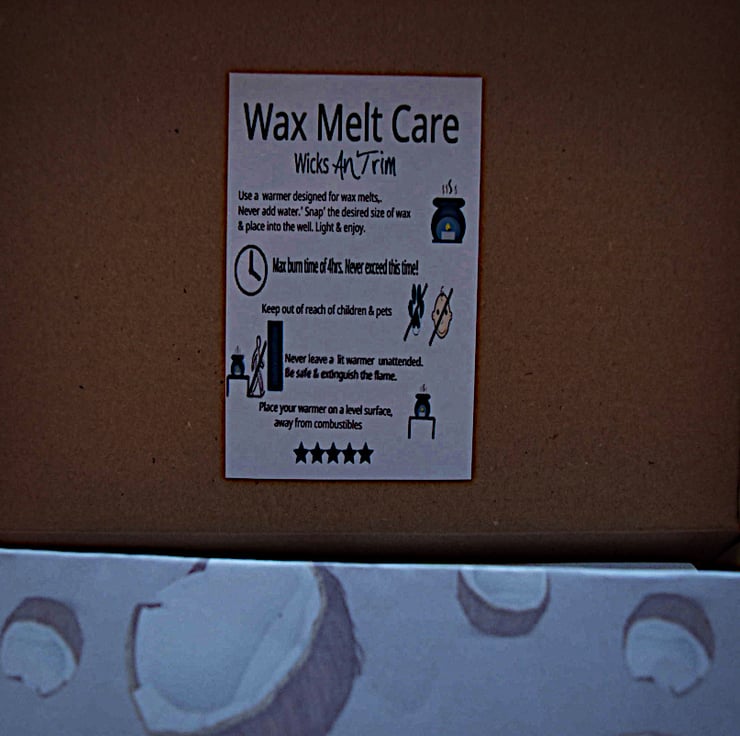 Wax Melt Care
Wicks AnTrim
Use a warmer designed for wax melts,.
Never add water.' Snap' the desired size of wax
& place into the well. Light & enjoy.
Max burn time of 4hrs. Never exceed this time!
Keep out of reach of children & pets
Never leave a lit warmer unattended.
Be safe & extinguish the flame.
Place your warmer on a level surface,
away from combustibles